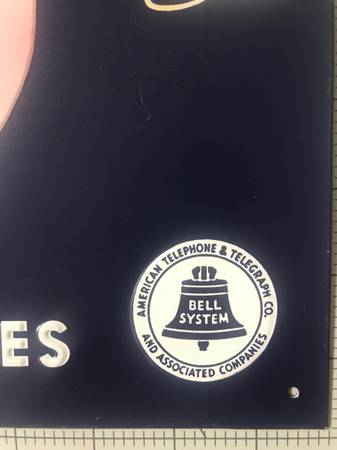 AMERICAN TELEPHONE & TELEGRAPH CO.
BELL
SYSTEM
AND ASSOCIATED COMPANIES
ES